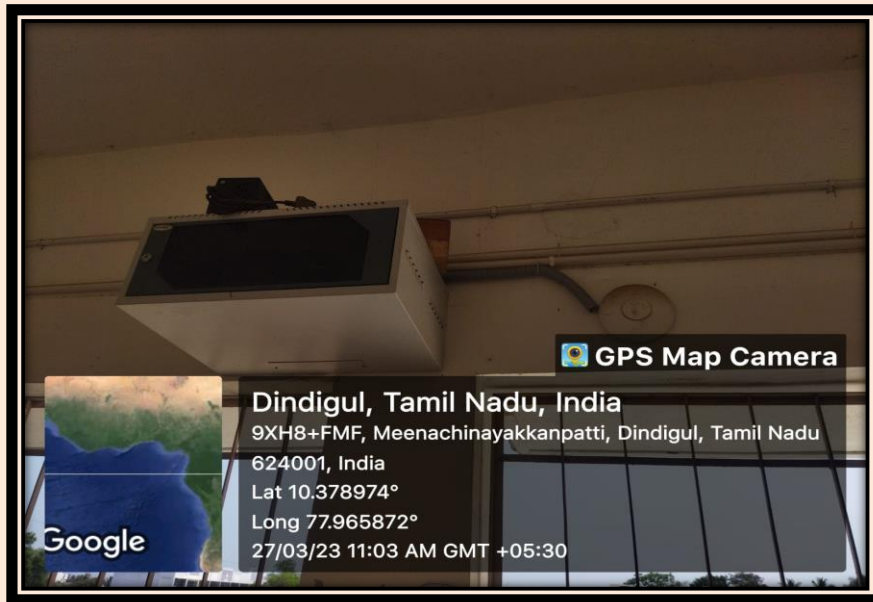 GPS Map Camera
Dindigul, Tamil Nadu, India
9XH8+FMF, Meenachinayakkanpatti, Dindigul, Tamil Nadu
624001, India
Lat 10.378974°
Long 77.965872°
27/03/23 11:03 AM GMT +05:30
Google